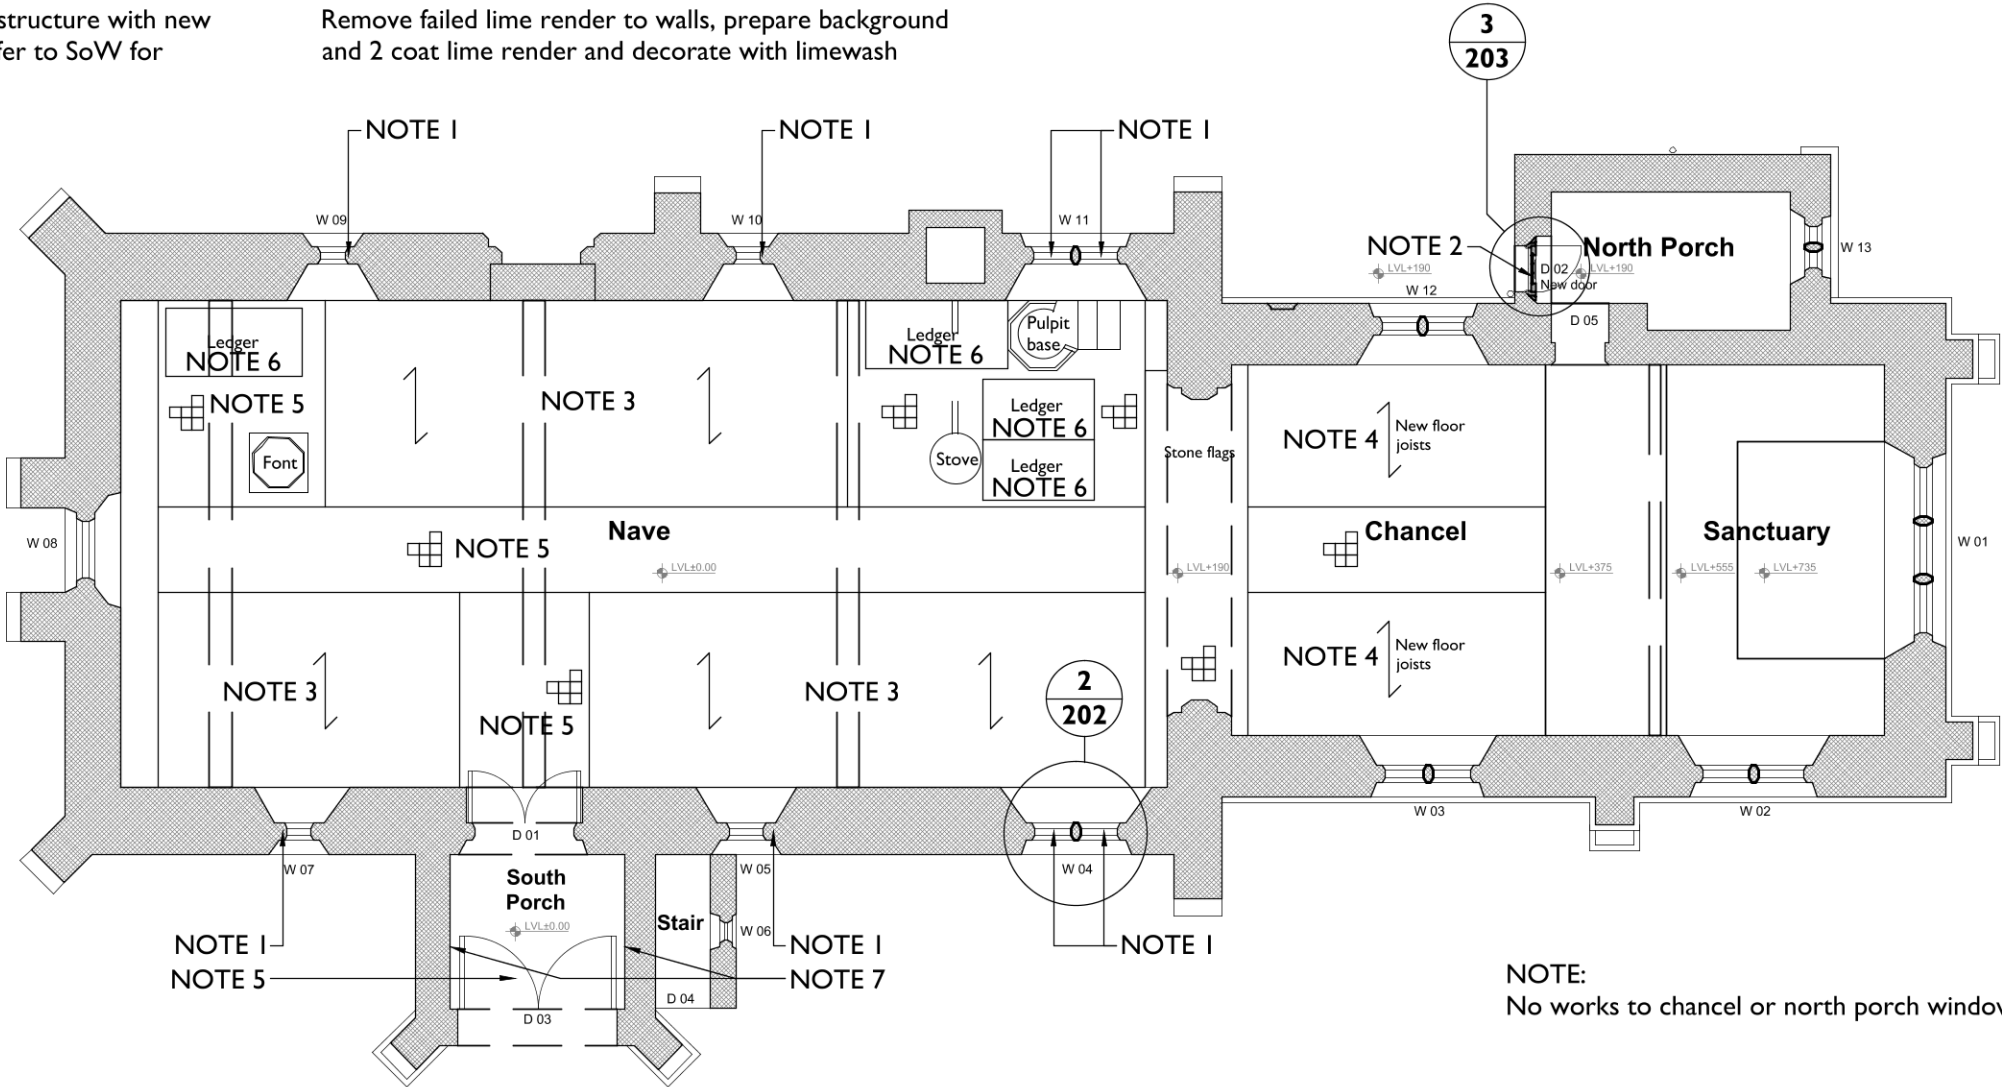 structure with new
fer to SoW for
Remove failed lime render to walls, prepare background
and 2 coat lime render and decorate with limewash
3
203
NOTE 1
NOTE 1
NOTE 1
W 09
W 10
W 11
NOTE 2
North Porch
W 13
LVL+190
D 02
LVL+190
New door
W 12
D 05
Ledger
NOTE 6
Ledger
NOTE 6
Pulpit
base
NOTE 5
NOTE 3
Ledger
NOTE 6
NOTE 4
New floor
joists
Font
Stove
Ledger
NOTE 6
Stone flags
W 08
NOTE 5
Nave
Chancel
Sanctuary
W 01
LVL±0.00
LVL+190
LVL+375
LVL+555
LVL+735
NOTE 3
NOTE 5
NOTE 3
2
202
NOTE 4
New floor
joists
D 01
W 07
W 05
W 04
W 03
W 02
South
Porch
LVL±0.00
Stair
W 06
NOTE 1
NOTE 5
NOTE 1
NOTE 7
NOTE 1
D 04
D 03
NOTE:
No works to chancel or north porch window